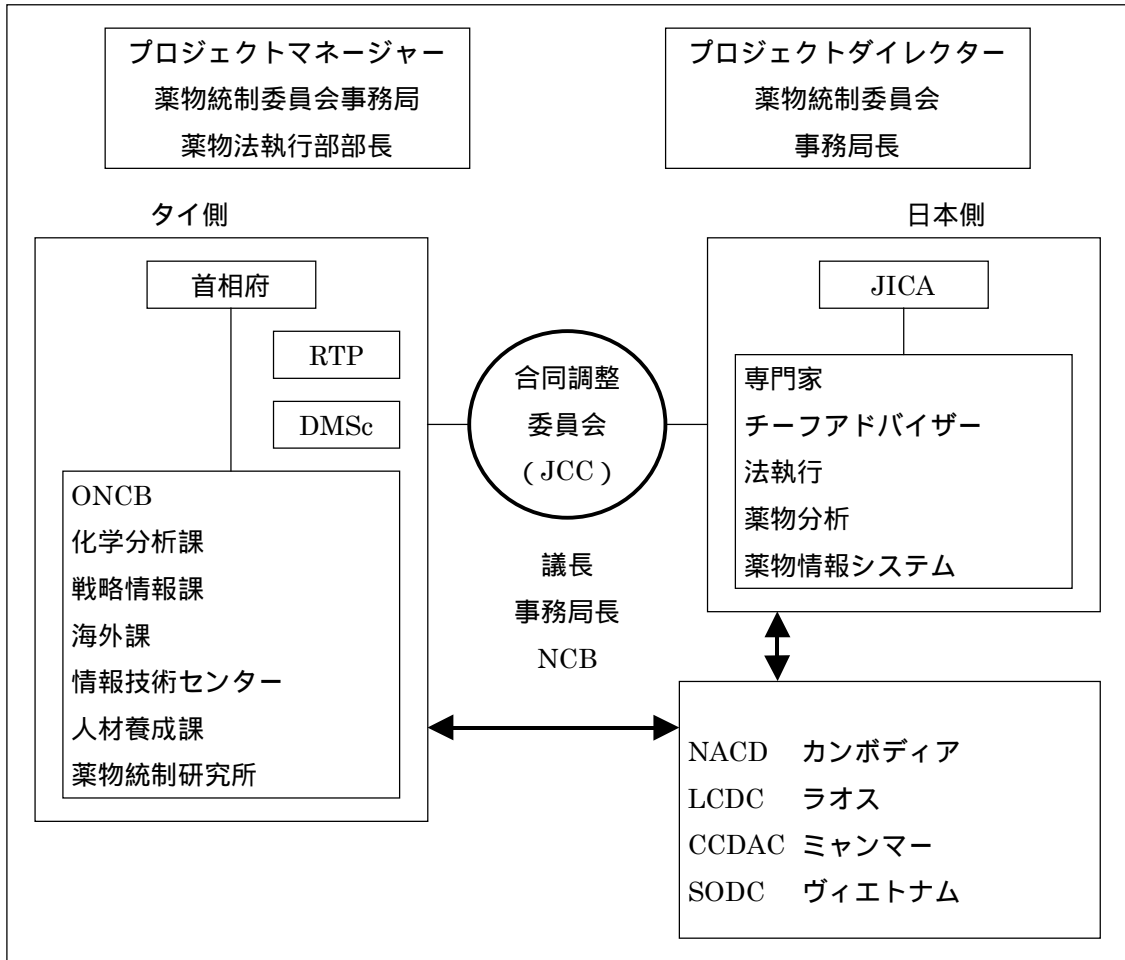 プロジェクトマネージャー
薬物統制委員会事務局
薬物法執行部部長
プロジェクトダイレクター
薬物統制委員会
事務局長
タイ側
首相府
RTP
DMSc
ONCB
化学分析課
戦略情報課
海外課
情報技術センター
人材養成課
薬物統制研究所
合同調整
委員会
(JCC)
議長
事務局長
NCB
日本側
JICA
専門家
チーフアドバイザー
法執行
薬物分析
薬物情報システム
NACD カンボディア
LCDC ラオス
CCDAC ミャンマー
SODC ヴィエトナム